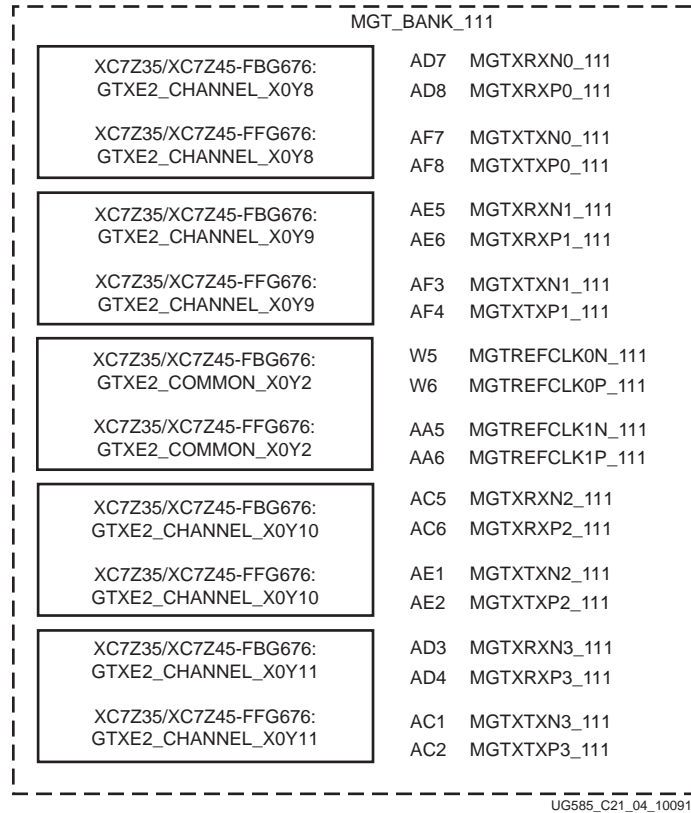 MGT_BANK_111
XC7Z35/XC7Z45-FBG676:
GTXE2_CHANNEL_X0Y8
XC7Z35/XC7Z45-FFG676:
GTXE2_CHANNEL_X0Y8
AD7 MGTXRXN0_111
AD8 MGTXRXP0_111
AF7 MGTXTXN0_111
AF8 MGTXTXP0_111
XC7Z35/XC7Z45-FBG676:
GTXE2_CHANNEL_X0Y9
XC7Z35/XC7Z45-FFG676:
GTXE2_CHANNEL_X0Y9
AE5 MGTXRXN1_111
AE6 MGTXRXP1_111
AF3 MGTXTXN1_111
AF4 MGTXTXP1_111
XC7Z35/XC7Z45-FBG676:
GTXE2_COMMON_X0Y2
XC7Z35/XC7Z45-FFG676:
GTXE2_COMMON_X0Y2
W5 MGTREFCLK0N_111
W6 MGTREFCLK0P_111
AA5 MGTREFCLK1N_111
AA6 MGTREFCLK1P_111
XC7Z35/XC7Z45-FBG676:
GTXE2_CHANNEL_X0Y10
XC7Z35/XC7Z45-FFG676:
GTXE2_CHANNEL_X0Y10
AC5 MGTXRXN2_111
AC6 MGTXRXP2_111
AE1 MGTXTXN2_111
AE2 MGTXTXP2_111
XC7Z35/XC7Z45-FBG676:
GTXE2_CHANNEL_X0Y11
XC7Z35/XC7Z45-FFG676:
GTXE2_CHANNEL_X0Y11
AD3 MGTXRXN3_111
AD4 MGTXRXP3_111
AC1 MGTXTXN3_111
AC2 MGTXTXP3_111
UG585_C21_04_10091